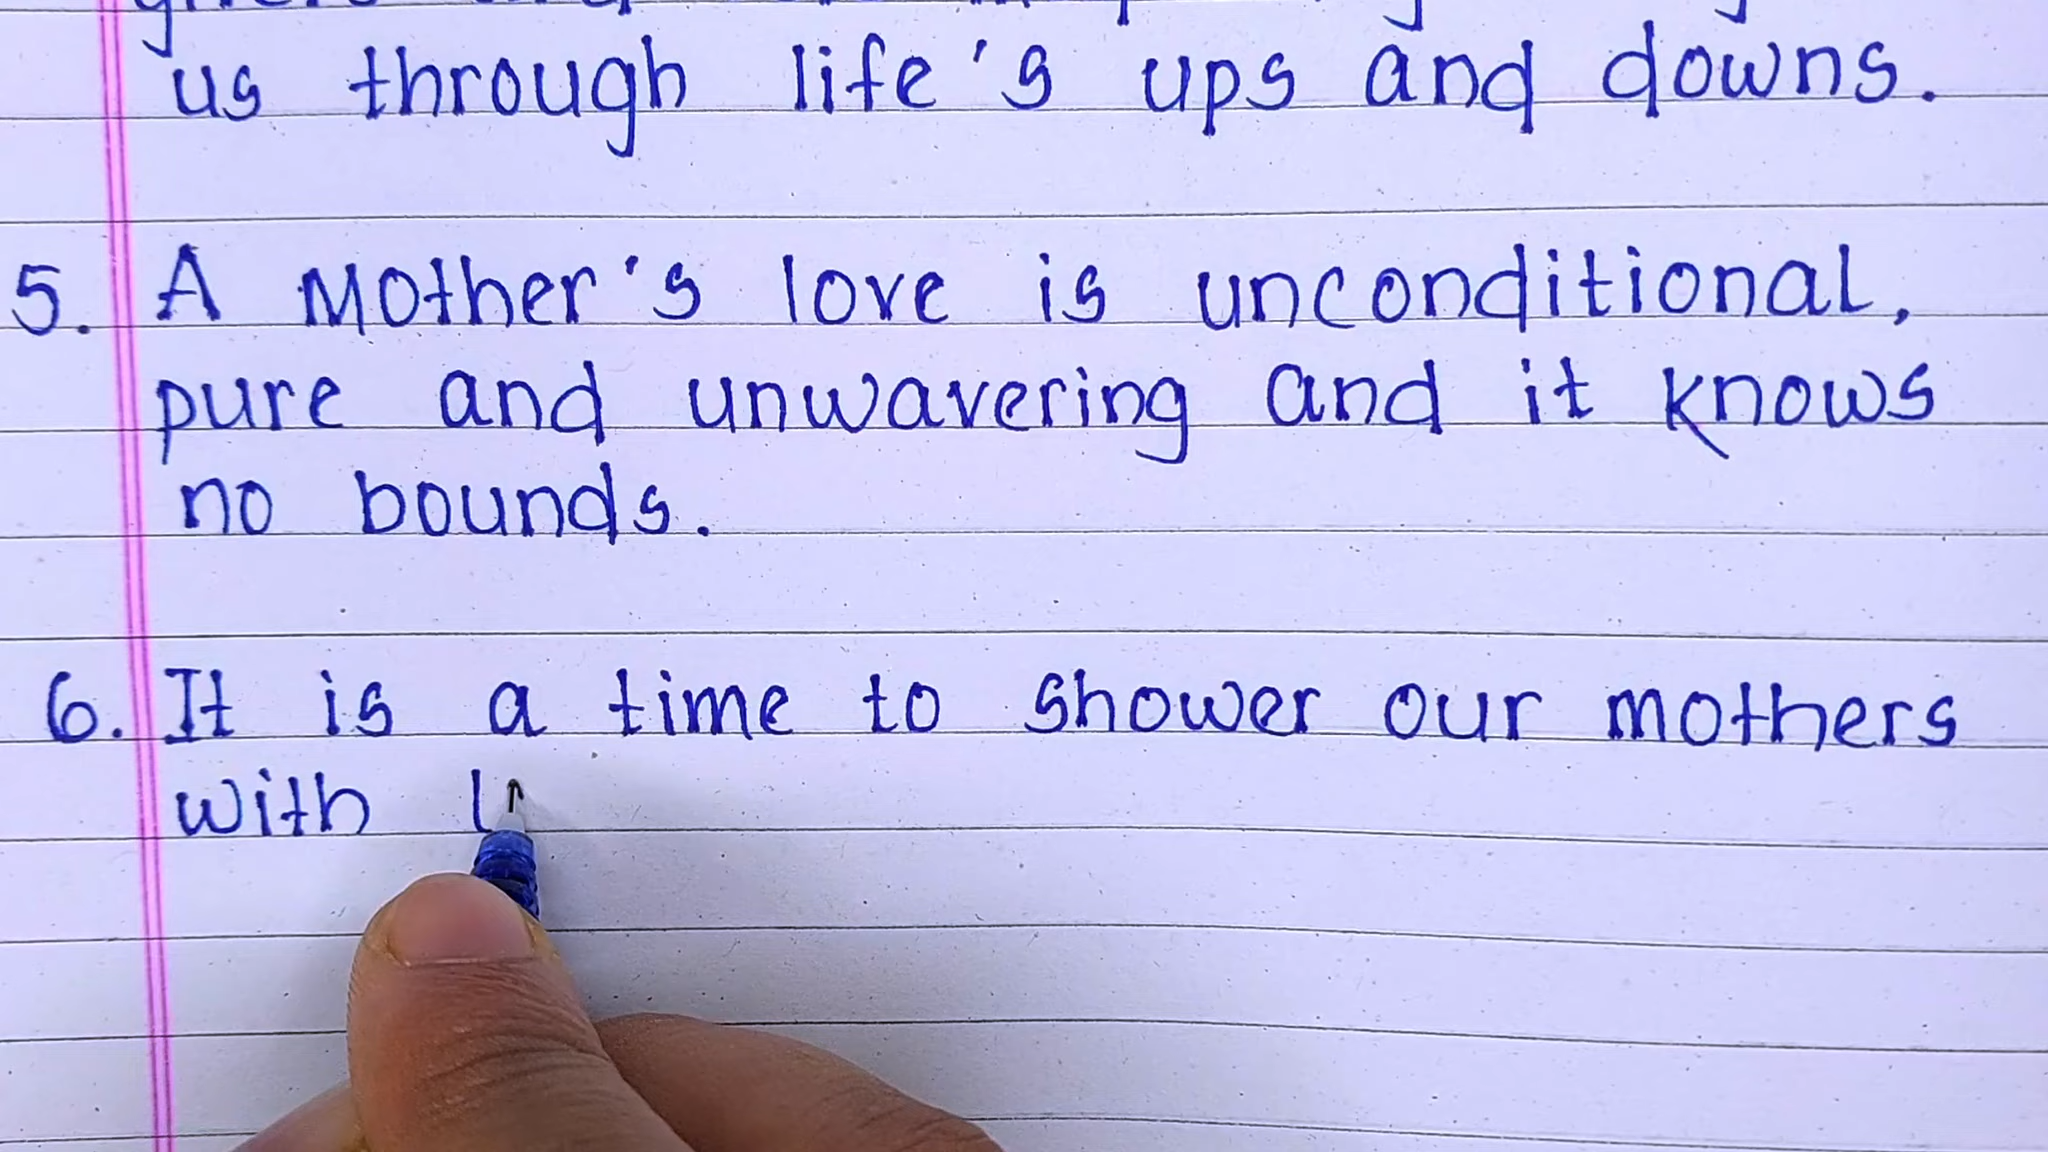 us through life's ups and downs.
5. A Mother's love is unconditional,
pure and unwavering and it knows
no bounds.
6. It is a time to shower our mothers
with l